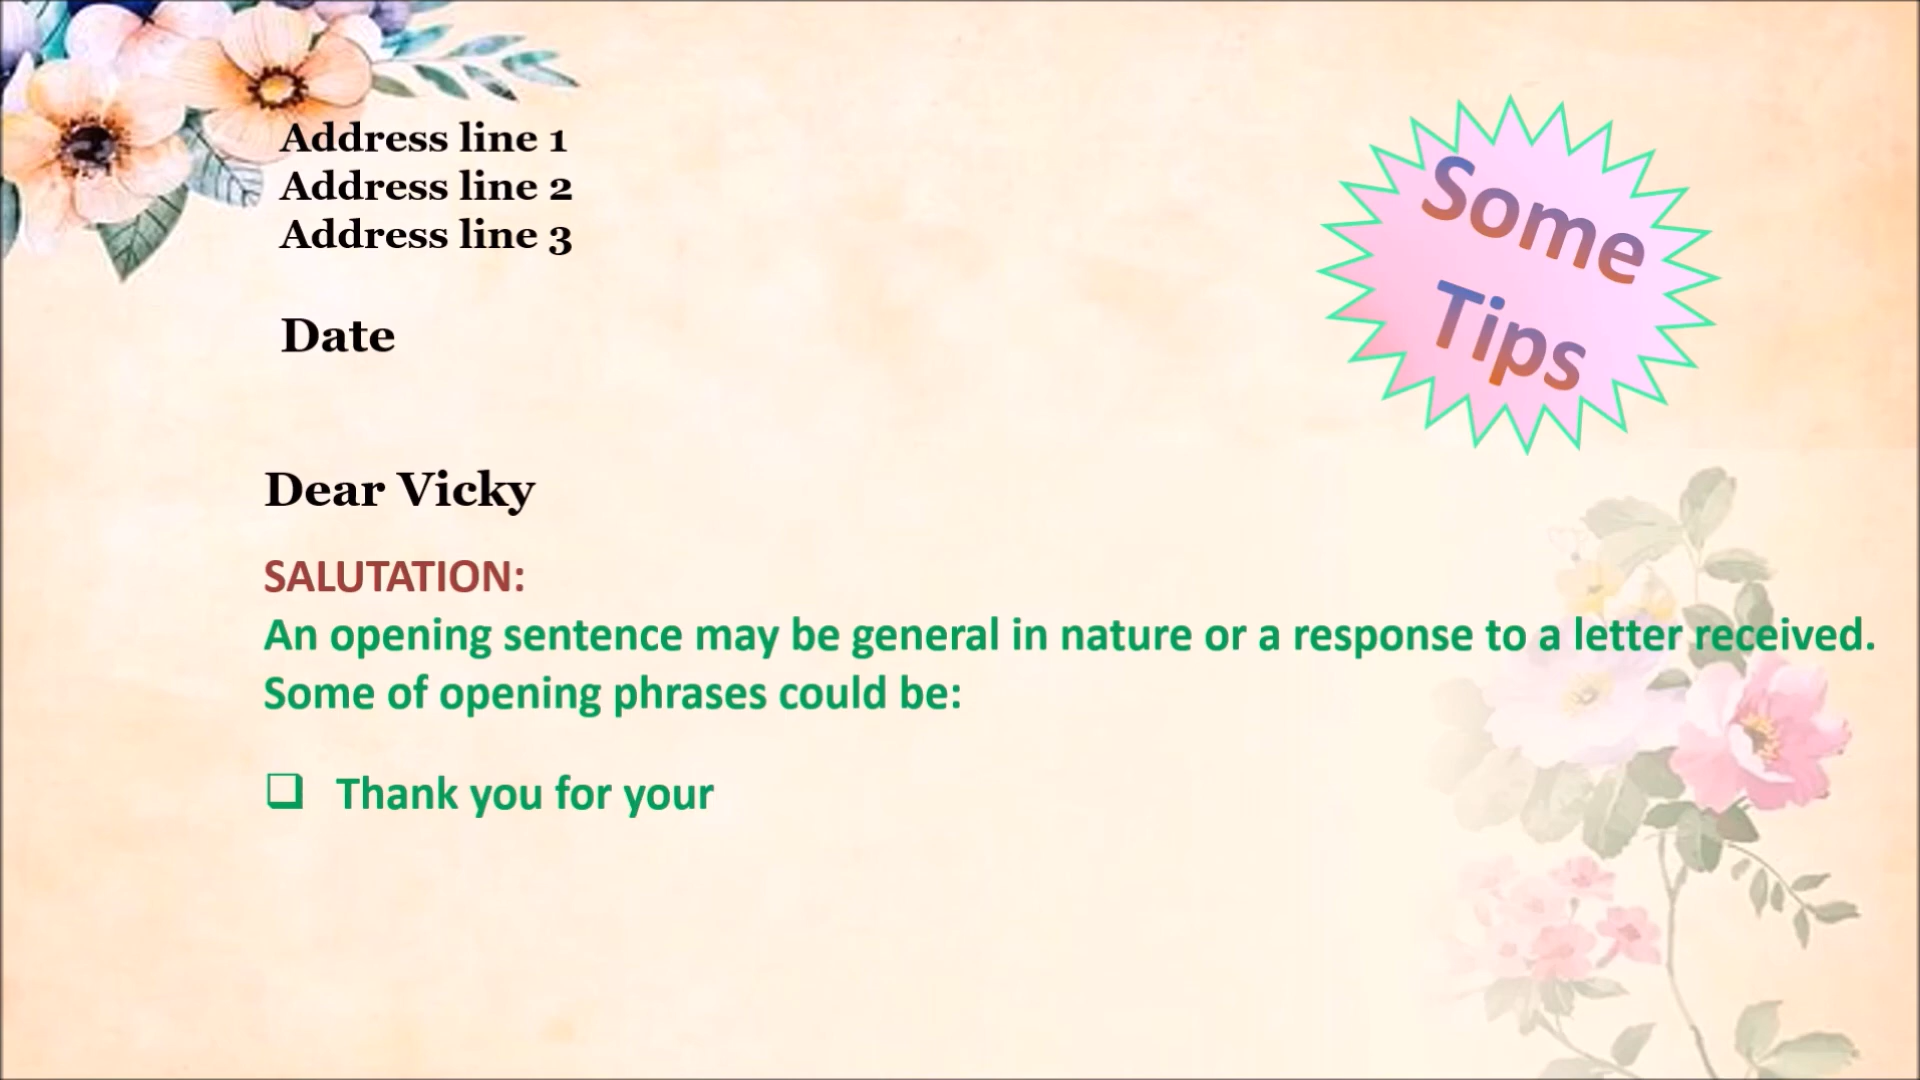 Address line 1
Address line 2
Address line 3
Date
Some
Tips
Dear Vicky
SALUTATION:
An opening sentence may be general in nature or a response to a letter received.
Some of opening phrases could be:
❑ Thank you for your